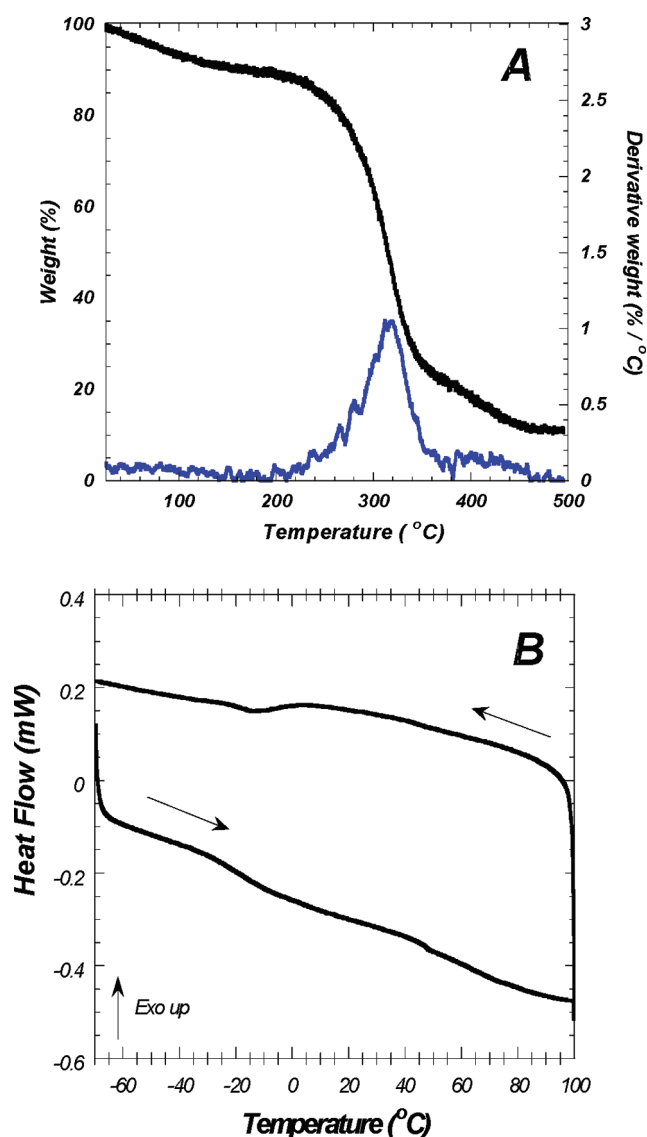 A
100
80
60
40
20
0
Weight (%)
3
2.5
2
1.5
1
0.5
0
Derivative weight (% / °C)
100 200 300 400 500
Temperature ( °C)
B
0.4
0.2
0
-0.2
-0.4
-0.6
Heat Flow (mW)
Exo up
-60 -40 -20 0 20 40 60 80 100
Temperature (°C)